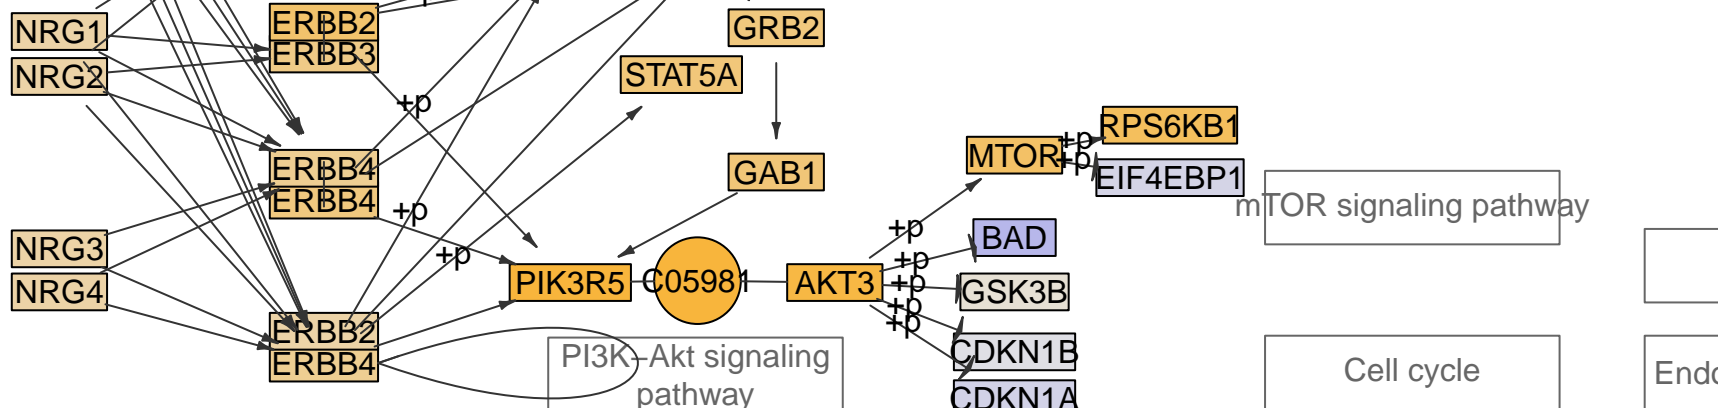 NRG1
NRG2
ERBB2
ERBB3
+p
GRB2
STAT5A
+p
ERBB4
ERBB4
+p
GAB1
MTOR
+p
+p
RPS6KB1
EIF4EBP1
mTOR signaling pathway
NRG3
NRG4
+p
PIK3R5
C05981
AKT3
+p
+p
+p
+p
+p
BAD
GSK3B
CDKN1B
CDKN1A
ERBB2
ERBB4
PI3K–Akt signaling
pathway
Cell cycle